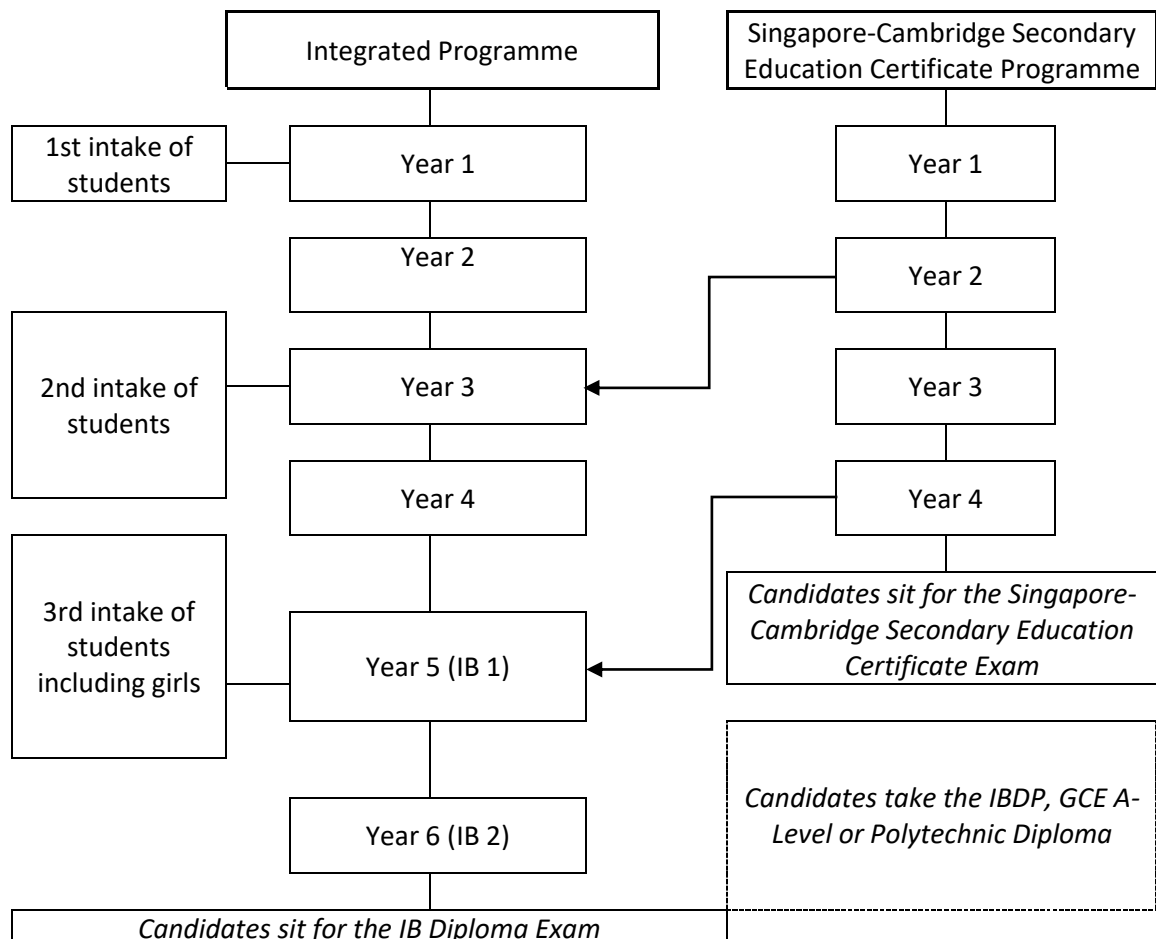 Integrated Programme
Singapore-Cambridge Secondary
Education Certificate Programme
1st intake of
students
Year 1
Year 1
Year 2
Year 2
2nd intake of
students
Year 3
Year 3
Year 4
Year 4
3rd intake of
students
including girls
Year 5 (IB 1)
Candidates sit for the Singapore-
Cambridge Secondary Education
Certificate Exam
Year 6 (IB 2)
Candidates take the IBDP, GCE A-
Level or Polytechnic Diploma
Candidates sit for the IB Diploma Exam